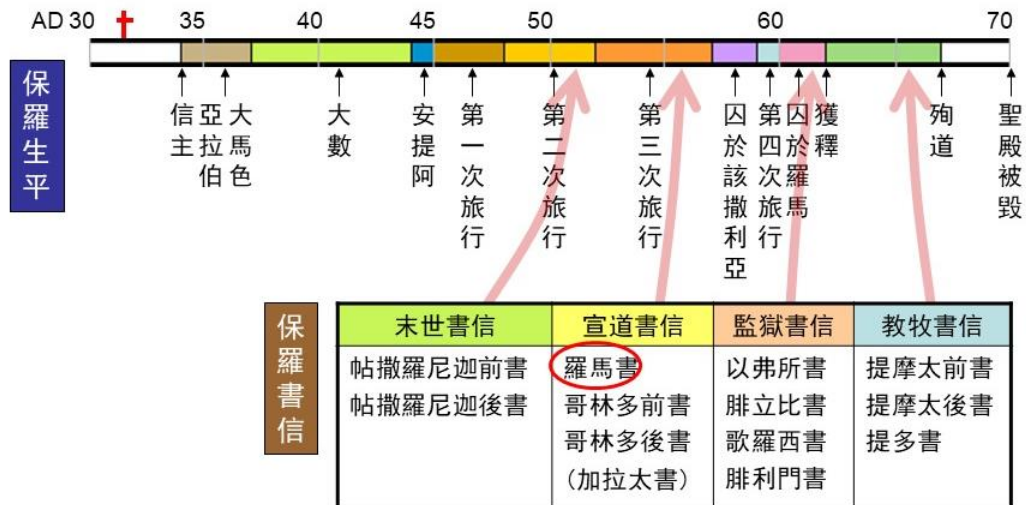 AD 30 35 40 45 50 60 70
保羅生平
信主
亞拉伯
大馬色
大數
安提阿
第一次旅行
第二次旅行
第三次旅行
囚於該撒利亞
第四次旅行
囚於羅馬
獲釋
殉道
聖殿被毀
保羅書信
末世書信 宣道書信 監獄書信 教牧書信
帖撒羅尼迦前書 羅馬書 以弗所書 提摩太前書
帖撒羅尼迦後書 哥林多前書 腓立比書 提摩太後書
哥林多後書 歌羅西書 提多書
(加拉太書) 腓利門書